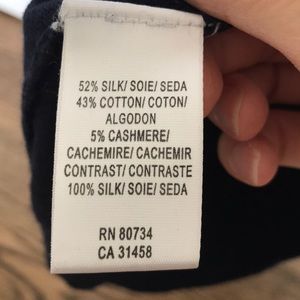 52% SILK/ SOIE/ SEDA
43% COTTON/ COTON/
ALGODON
5% CASHMERE/
CACHEMIRE/ CACHEMIR
CONTRAST/ CONTRASTE
100% SILK/ SOIE/ SEDA
RN 80734
CA 31458